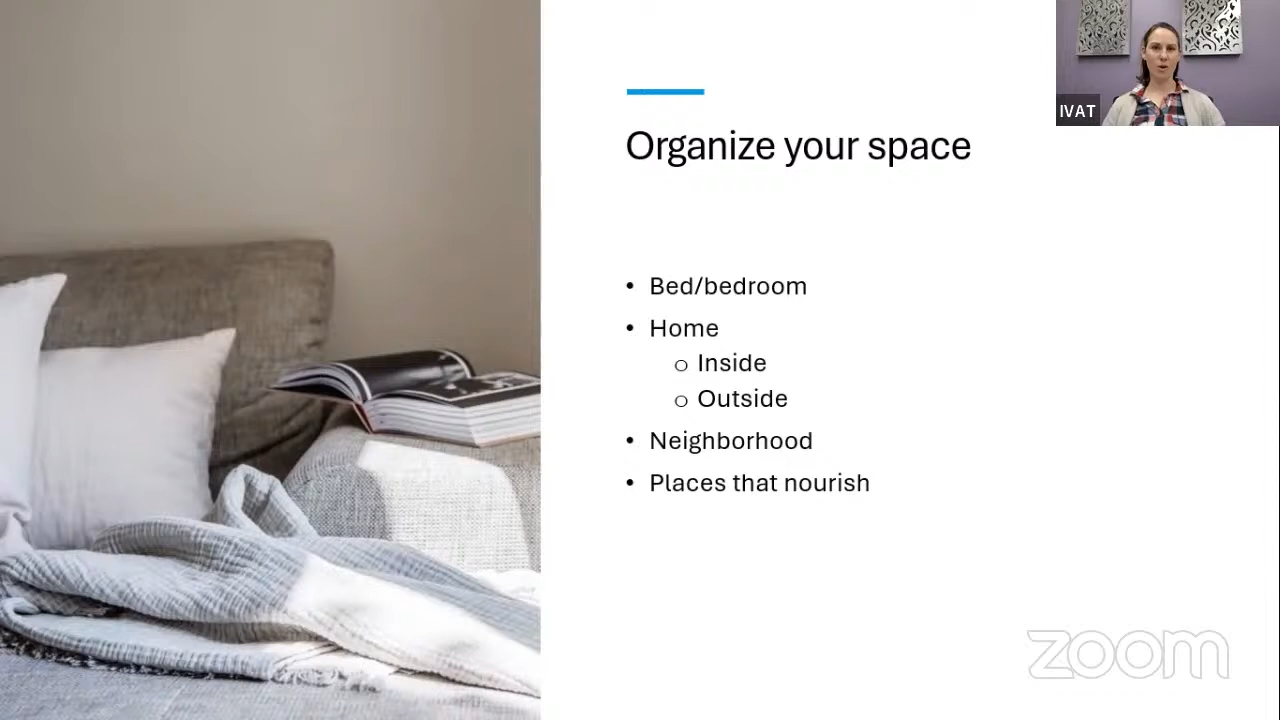 IVAT
Organize your space
• Bed/bedroom
• Home
o Inside
o Outside
• Neighborhood
• Places that nourish
zoom